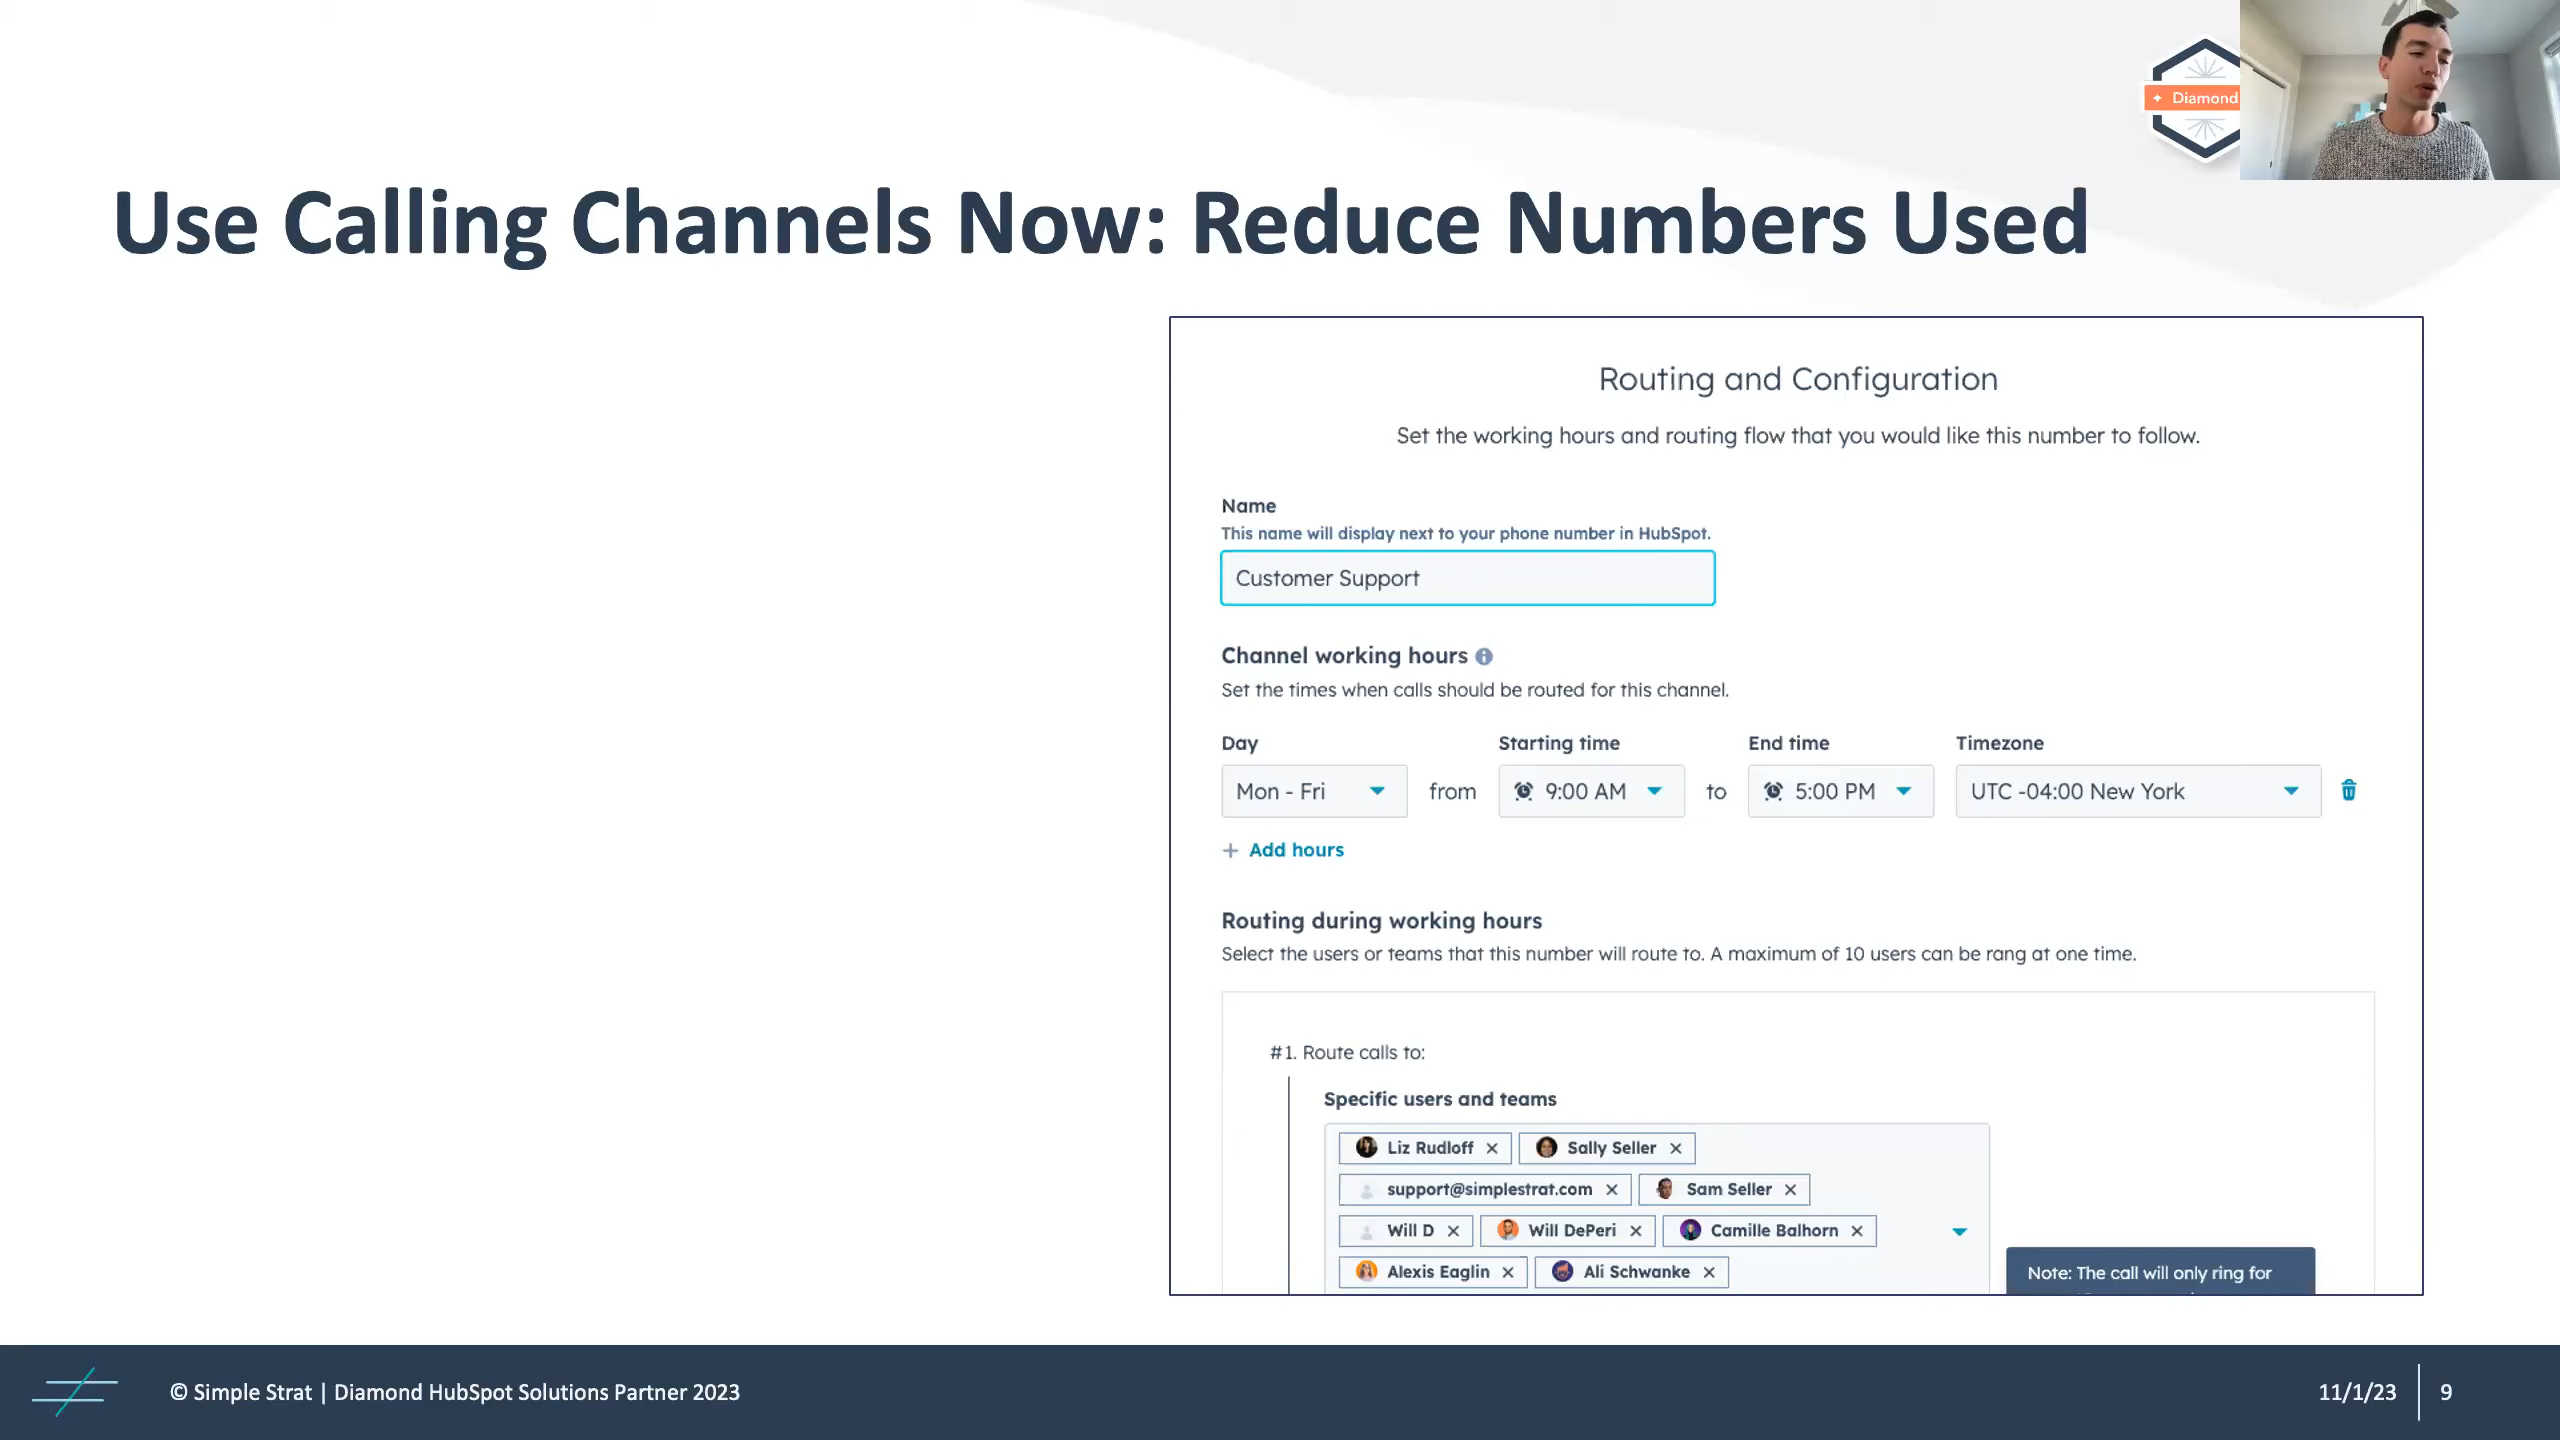 Diamond
Use Calling Channels Now: Reduce Numbers Used
Routing and Configuration
Set the working hours and routing flow that you would like this number to follow.
Name
This name will display next to your phone number in HubSpot.
Customer Support
Channel working hours
Set the times when calls should be routed for this channel.
Day Starting time End time Timezone
Mon - Fri from 9:00 AM to 5:00 PM UTC -04:00 New York
+ Add hours
Routing during working hours
Select the users or teams that this number will route to. A maximum of 10 users can be rang at one time.
#1. Route calls to:
Specific users and teams
Liz Rudloff × Sally Seller ×
support@simplestrat.com × Sam Seller ×
Will D × Will DePeri × Camille Balhorn ×
Alexis Eaglin × Ali Schwanke ×
Note: The call will only ring for
© Simple Strat | Diamond HubSpot Solutions Partner 2023
11/1/23 9